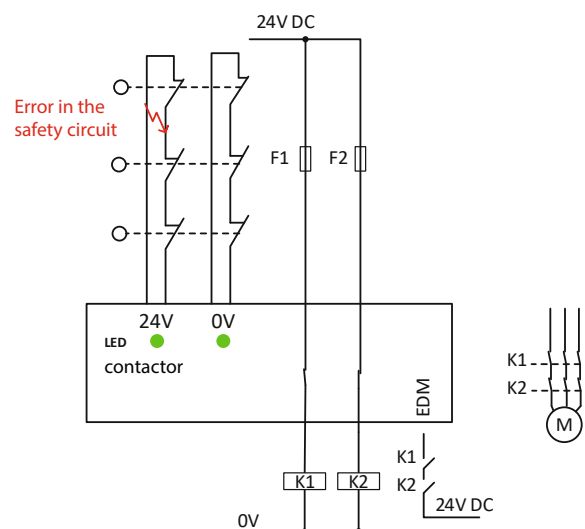 24V DC
Error in the
safety circuit
F1
F2
24V
0V
LED
contactor
EDM
K1
K2
M
K1
K2
K1
K2
24V DC
0V